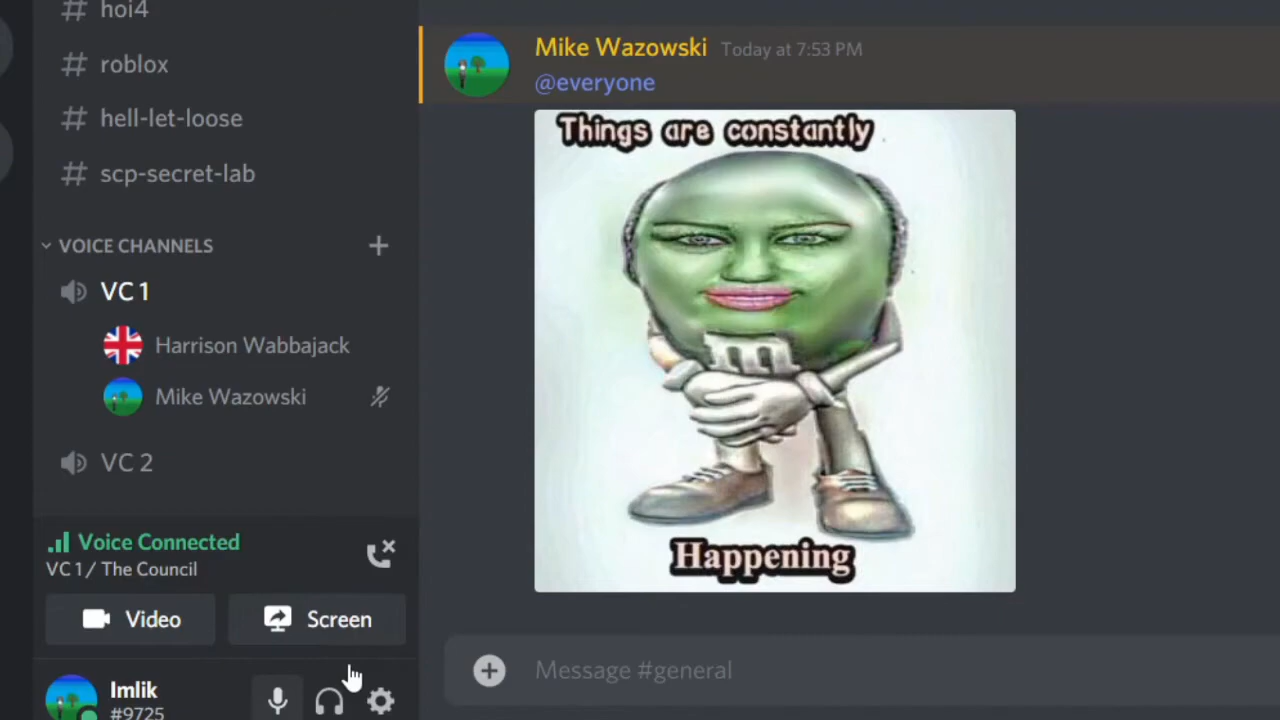 hoi4
# roblox
# hell-let-loose
# scp-secret-lab
VOICE CHANNELS +
VC 1
Harrison Wabbajack
Mike Wazowski
VC 2
Voice Connected
VC 1 / The Council
Video
Screen
Imlik
#9725
Mike Wazowski Today at 7:53 PM
@everyone
Things are constantly
m
Happening
Message #general